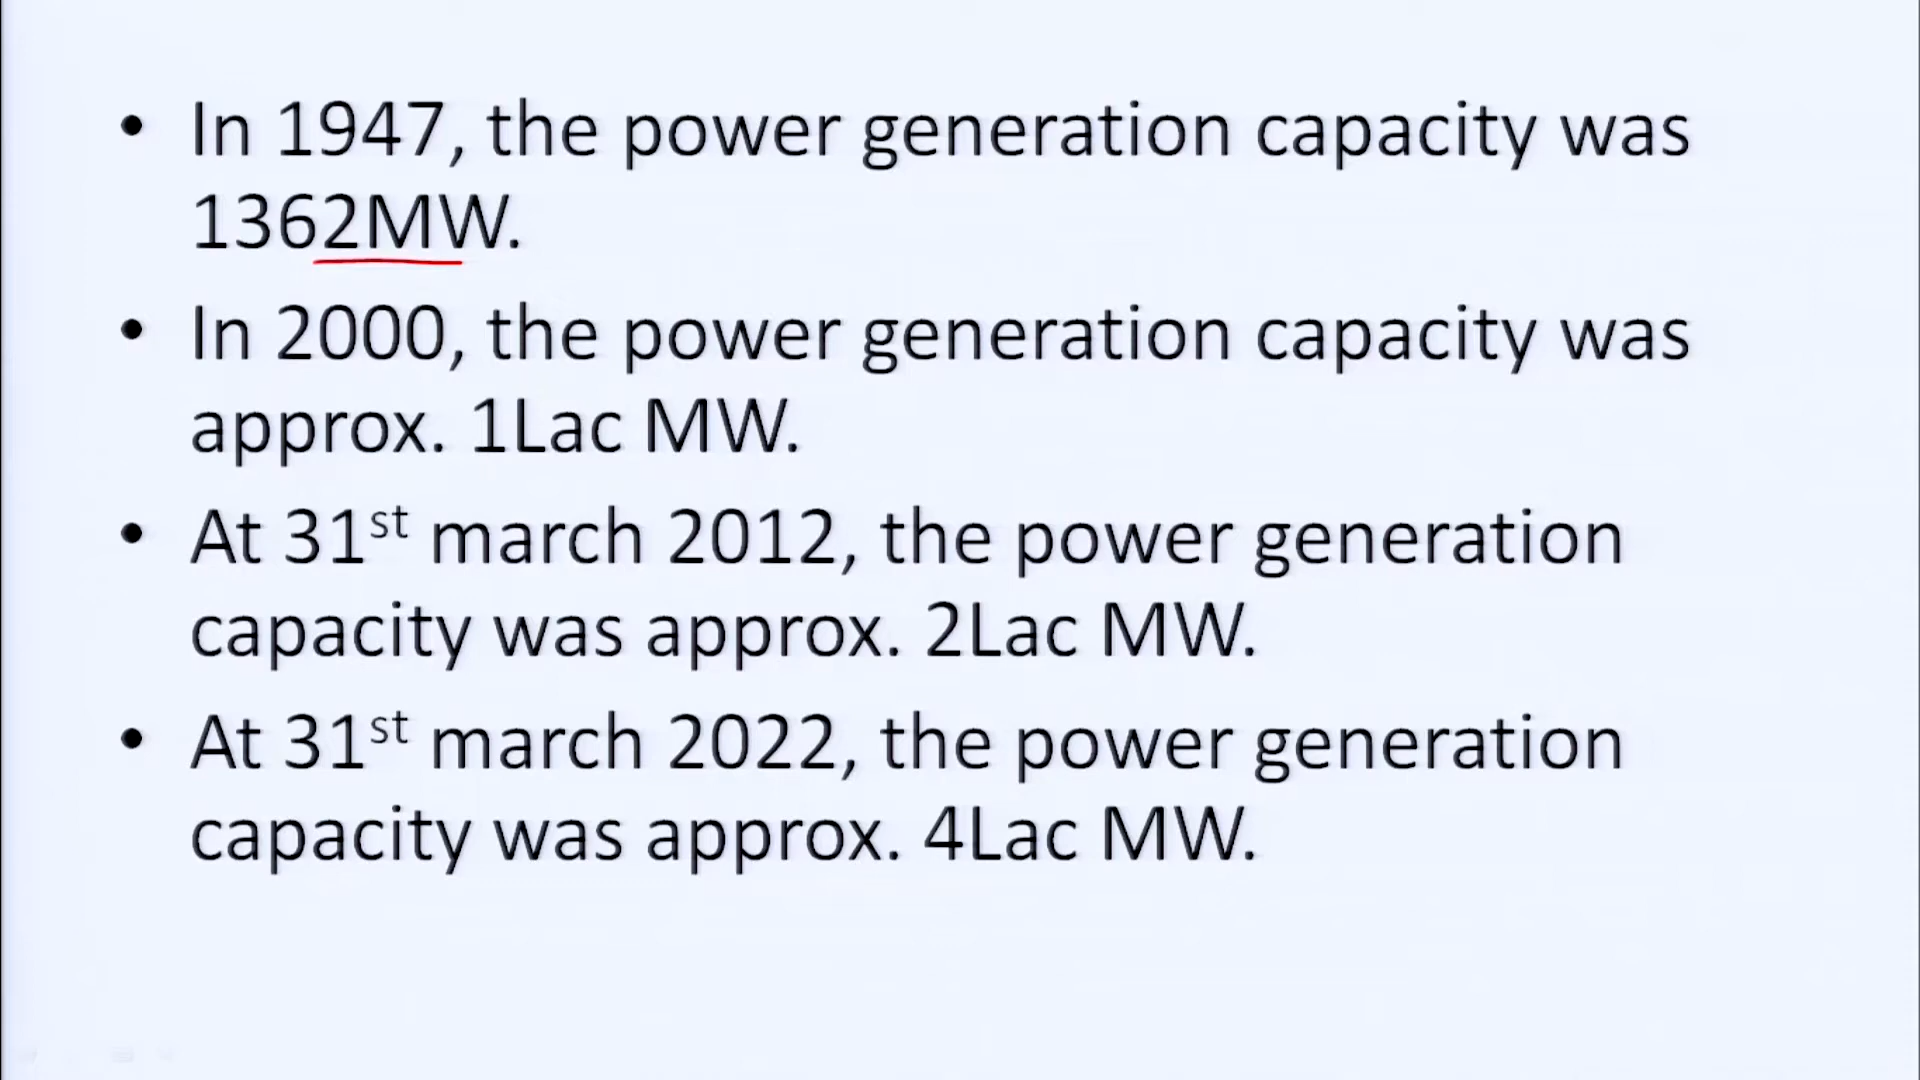 • In 1947, the power generation capacity was
1362MW.
• In 2000, the power generation capacity was
approx. 1Lac MW.
• At 31st march 2012, the power generation
capacity was approx. 2Lac MW.
• At 31st march 2022, the power generation
capacity was approx. 4Lac MW.